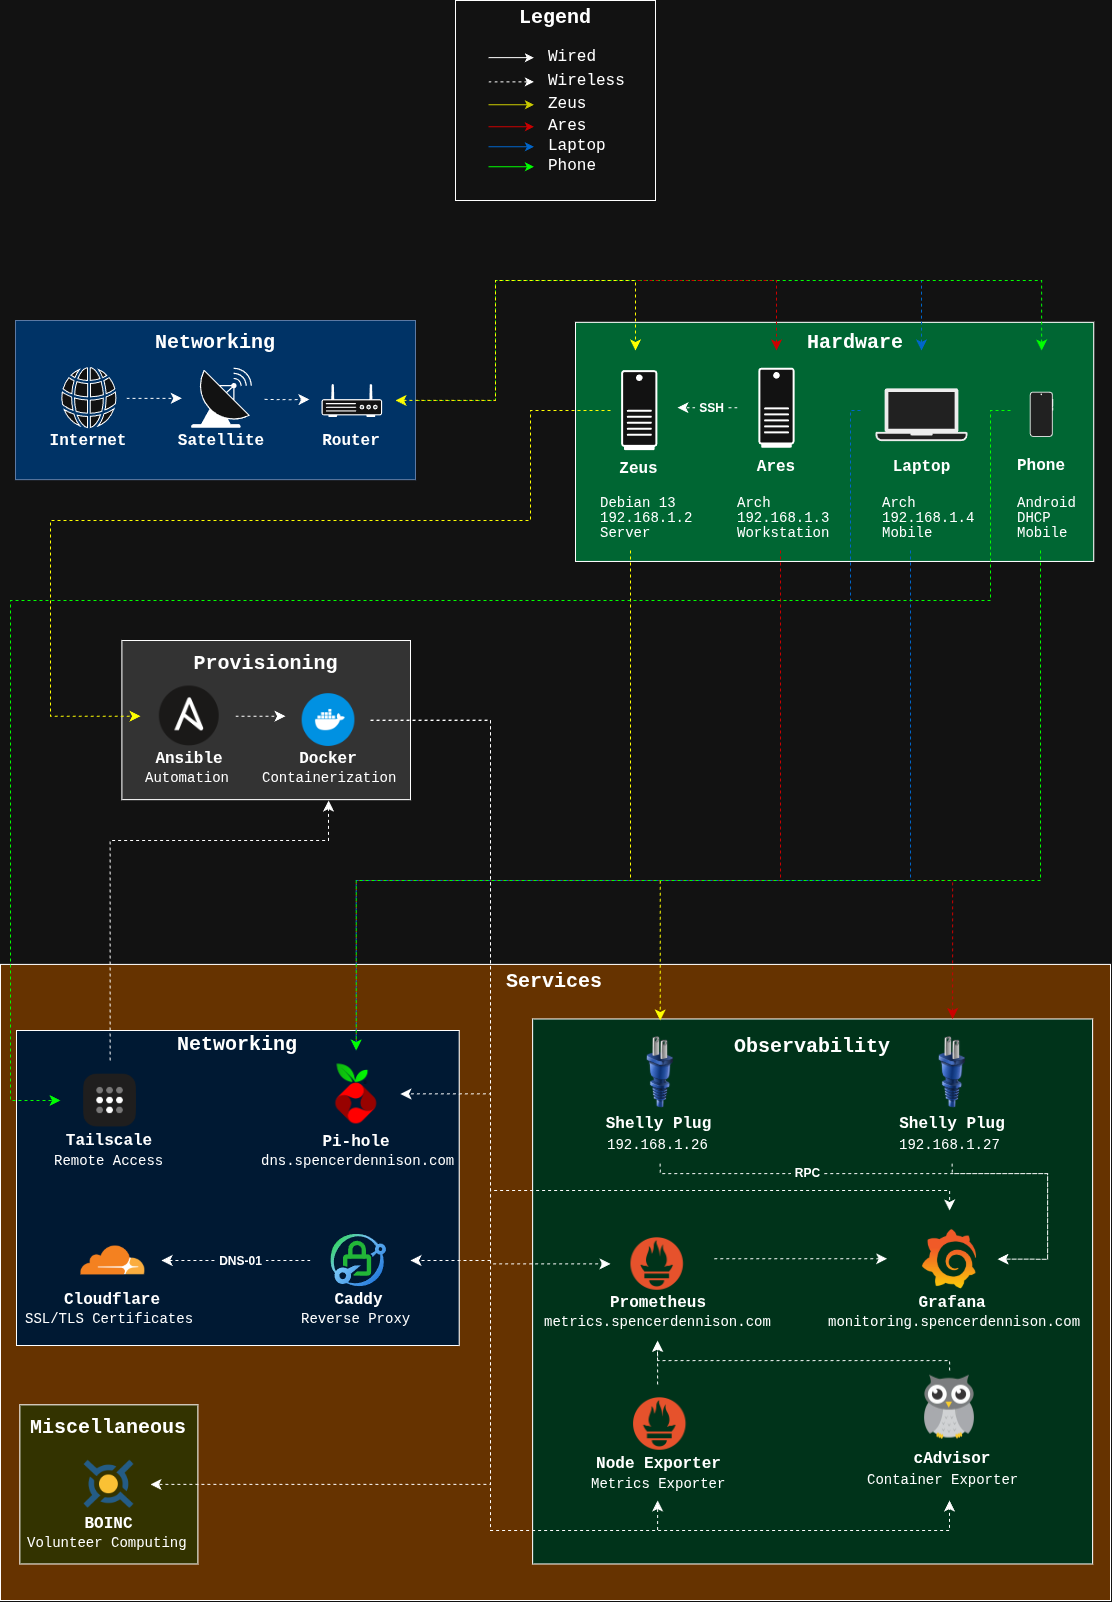 Legend
Wired
Wireless
Zeus
Ares
Laptop
Phone
Networking
Internet
Satellite
Router
Hardware
SSH
Zeus
Ares
Laptop
Phone
Debian 13
192.168.1.2
Server
Arch
192.168.1.3
Workstation
Arch
192.168.1.4
Mobile
Android
DHCP
Mobile
Provisioning
Ansible
Automation
Docker
Containerization
Services
Networking
Tailscale
Remote Access
Pi-hole
dns.spencerdennison.com
DNS-01
Cloudflare
SSL/TLS Certificates
Caddy
Reverse Proxy
Observability
Shelly Plug
192.168.1.26
Shelly Plug
192.168.1.27
RPC
Prometheus
metrics.spencerdennison.com
Grafana
monitoring.spencerdennison.com
Node Exporter
Metrics Exporter
cAdvisor
Container Exporter
Miscellaneous
BOINC
Volunteer Computing